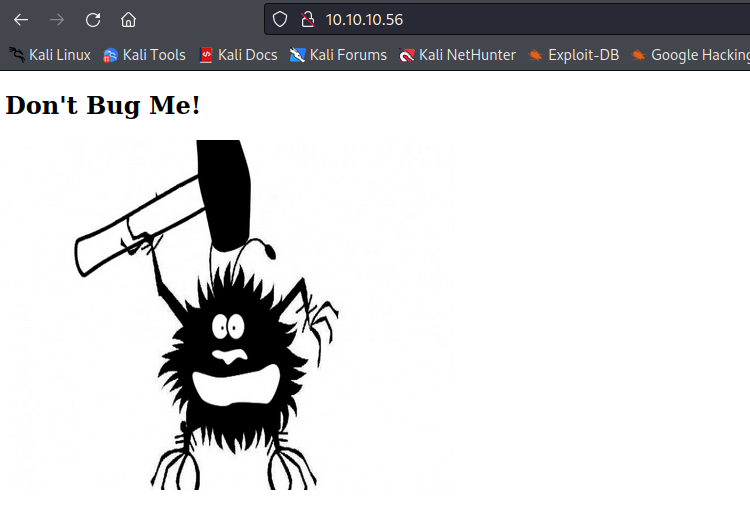 10.10.10.56
Kali Linux Kali Tools Kali Docs Kali Forums Kali NetHunter Exploit-DB Google Hacking
Don't Bug Me!